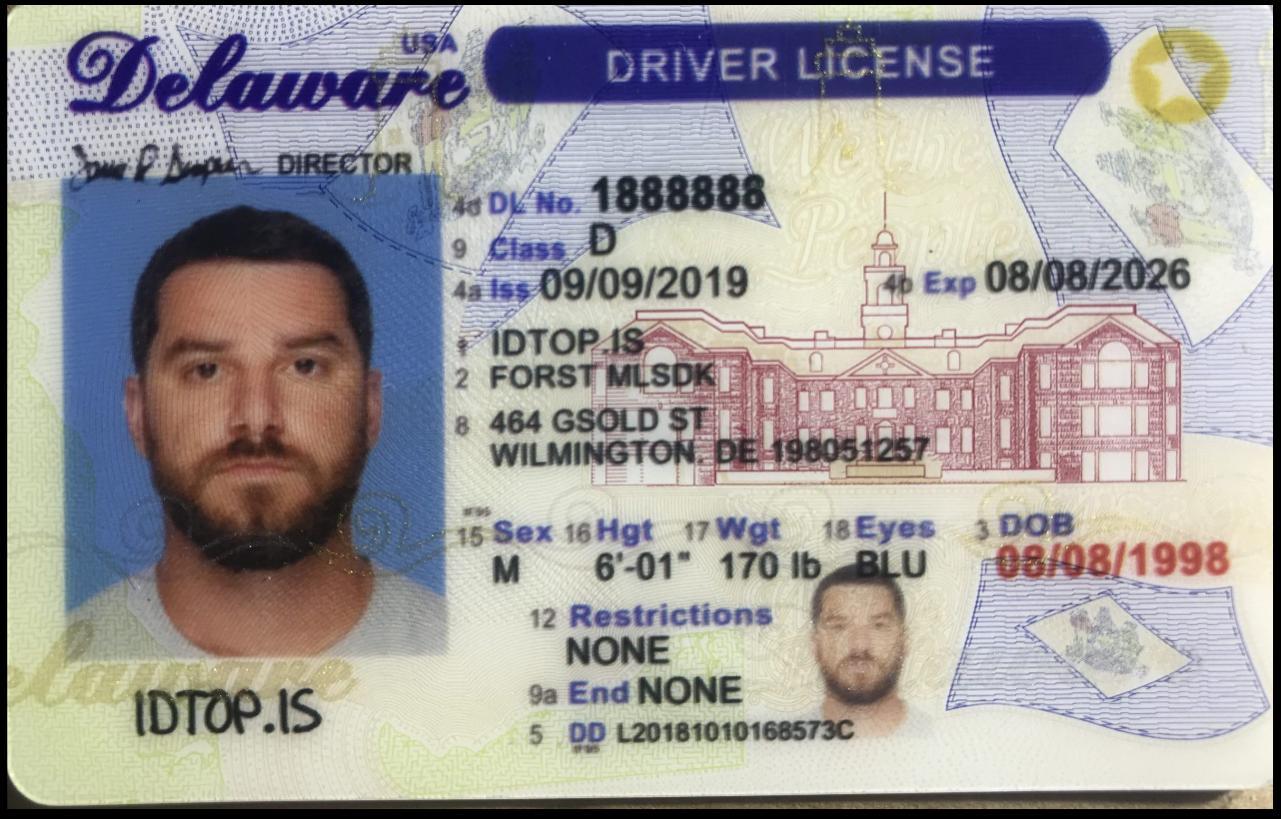 Delaware USA
DRIVER LICENSE
DIRECTOR
4d DL No. 1888888
9 Class D
4a Iss 09/09/2019 4b Exp 08/08/2026
1 IDTOP.IS
2 FORST MLSDK
8 464 GSOLD ST
WILMINGTON, DE 198051257
15 Sex 16 Hgt 17 Wgt 18 Eyes 3 DOB
M 6'-01" 170 lb BLU 08/08/1998
12 Restrictions
NONE
9a End NONE
5 DD L20181010168573C
IDTOP.IS
We the
People
Delaware